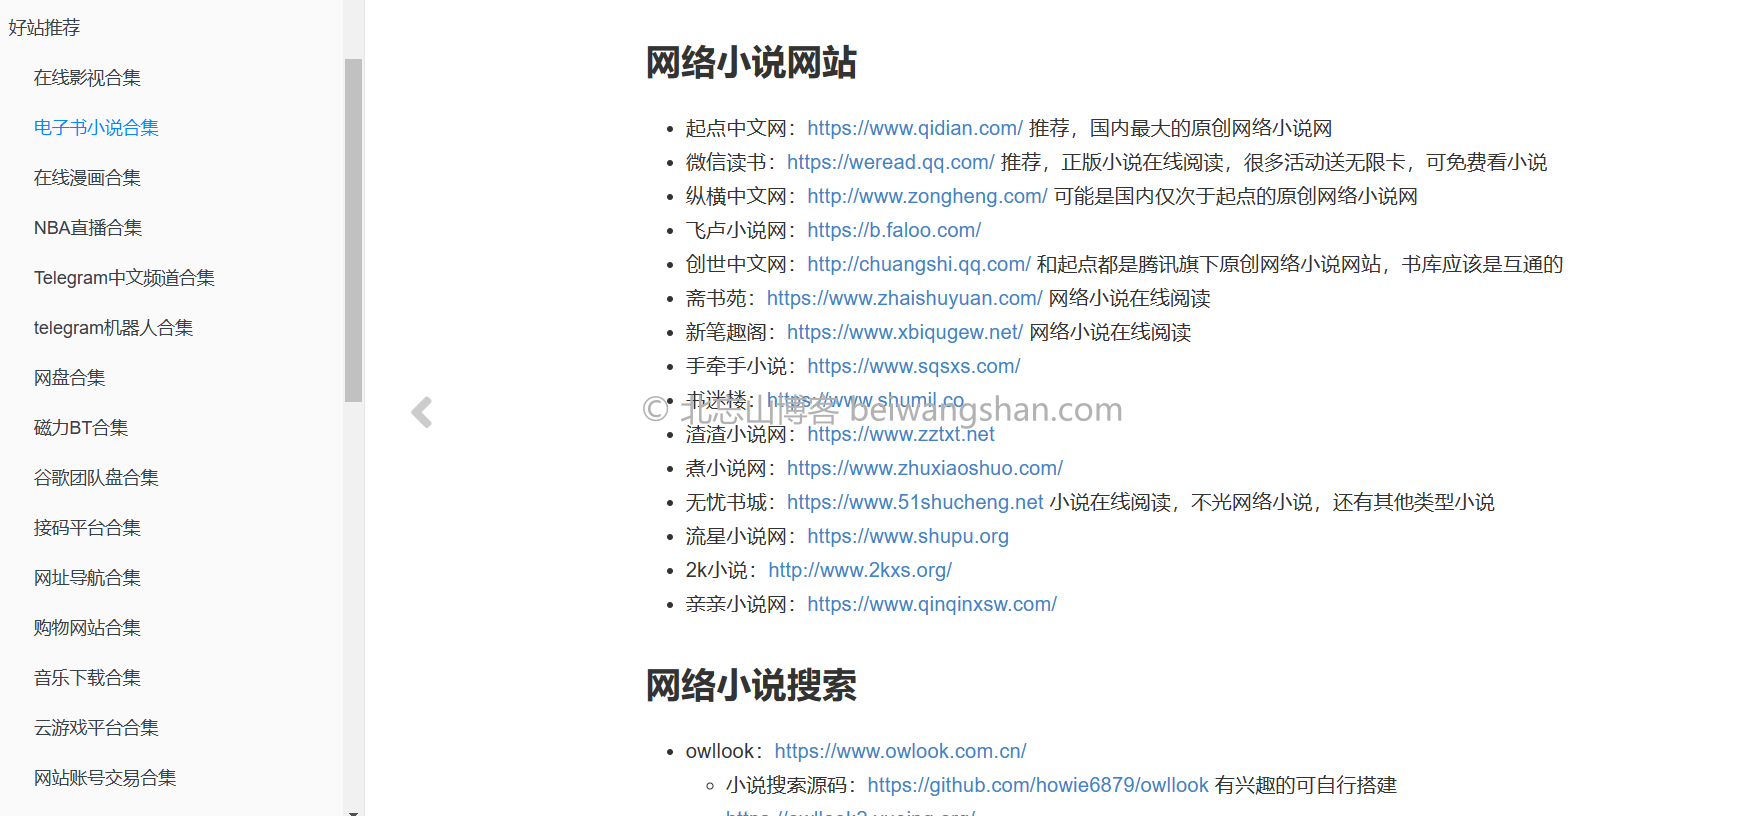 好站推荐
在线影视合集
电子书小说合集
在线漫画合集
NBA直播合集
Telegram中文频道合集
telegram机器人合集
网盘合集
磁力BT合集
谷歌团队盘合集
接码平台合集
网址导航合集
购物网站合集
音乐下载合集
云游戏平台合集
网站账号交易合集
网络小说网站
起点中文网：https://www.qidian.com/ 推荐，国内最大的原创网络小说网
微信读书：https://weread.qq.com/ 推荐，正版小说在线阅读，很多活动送无限卡，可免费看小说
纵横中文网：http://www.zongheng.com/ 可能是国内仅次于起点的原创网络小说网
飞卢小说网：https://b.faloo.com/
创世中文网：http://chuangshi.qq.com/ 和起点都是腾讯旗下原创网络小说网站，书库应该是互通的
斋书苑：https://www.zhaishuyuan.com/ 网络小说在线阅读
新笔趣阁：https://www.xbiqugew.net/ 网络小说在线阅读
手牵手小说：https://www.sqsxs.com/
书迷楼：https://www.shumil.co
© 北忘山博客 beiwangshan.com
渣渣小说网：https://www.zztxt.net
煮小说网：https://www.zhuxiaoshuo.com/
无忧书城：https://www.51shucheng.net 小说在线阅读，不光网络小说，还有其他类型小说
流星小说网：https://www.shupu.org
2k小说：http://www.2kxs.org/
亲亲小说网：https://www.qinqinxsw.com/
网络小说搜索
owllook：https://www.owlook.com.cn/
小说搜索源码：https://github.com/howie6879/owllook 有兴趣的可自行搭建